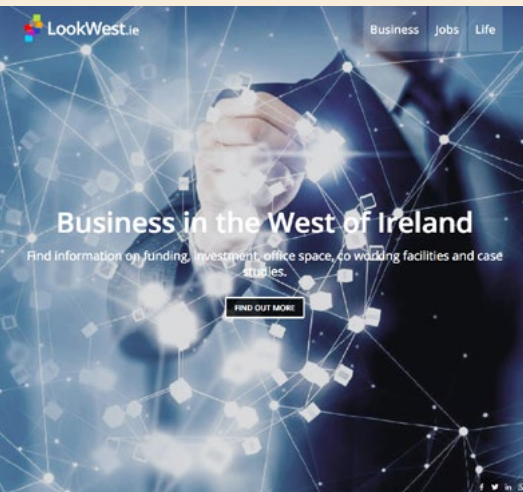 LookWest.ie
Business Jobs Life
Business in the West of Ireland
Find information on funding, investment, office space, co working facilities and case
studies.
FIND OUT MORE